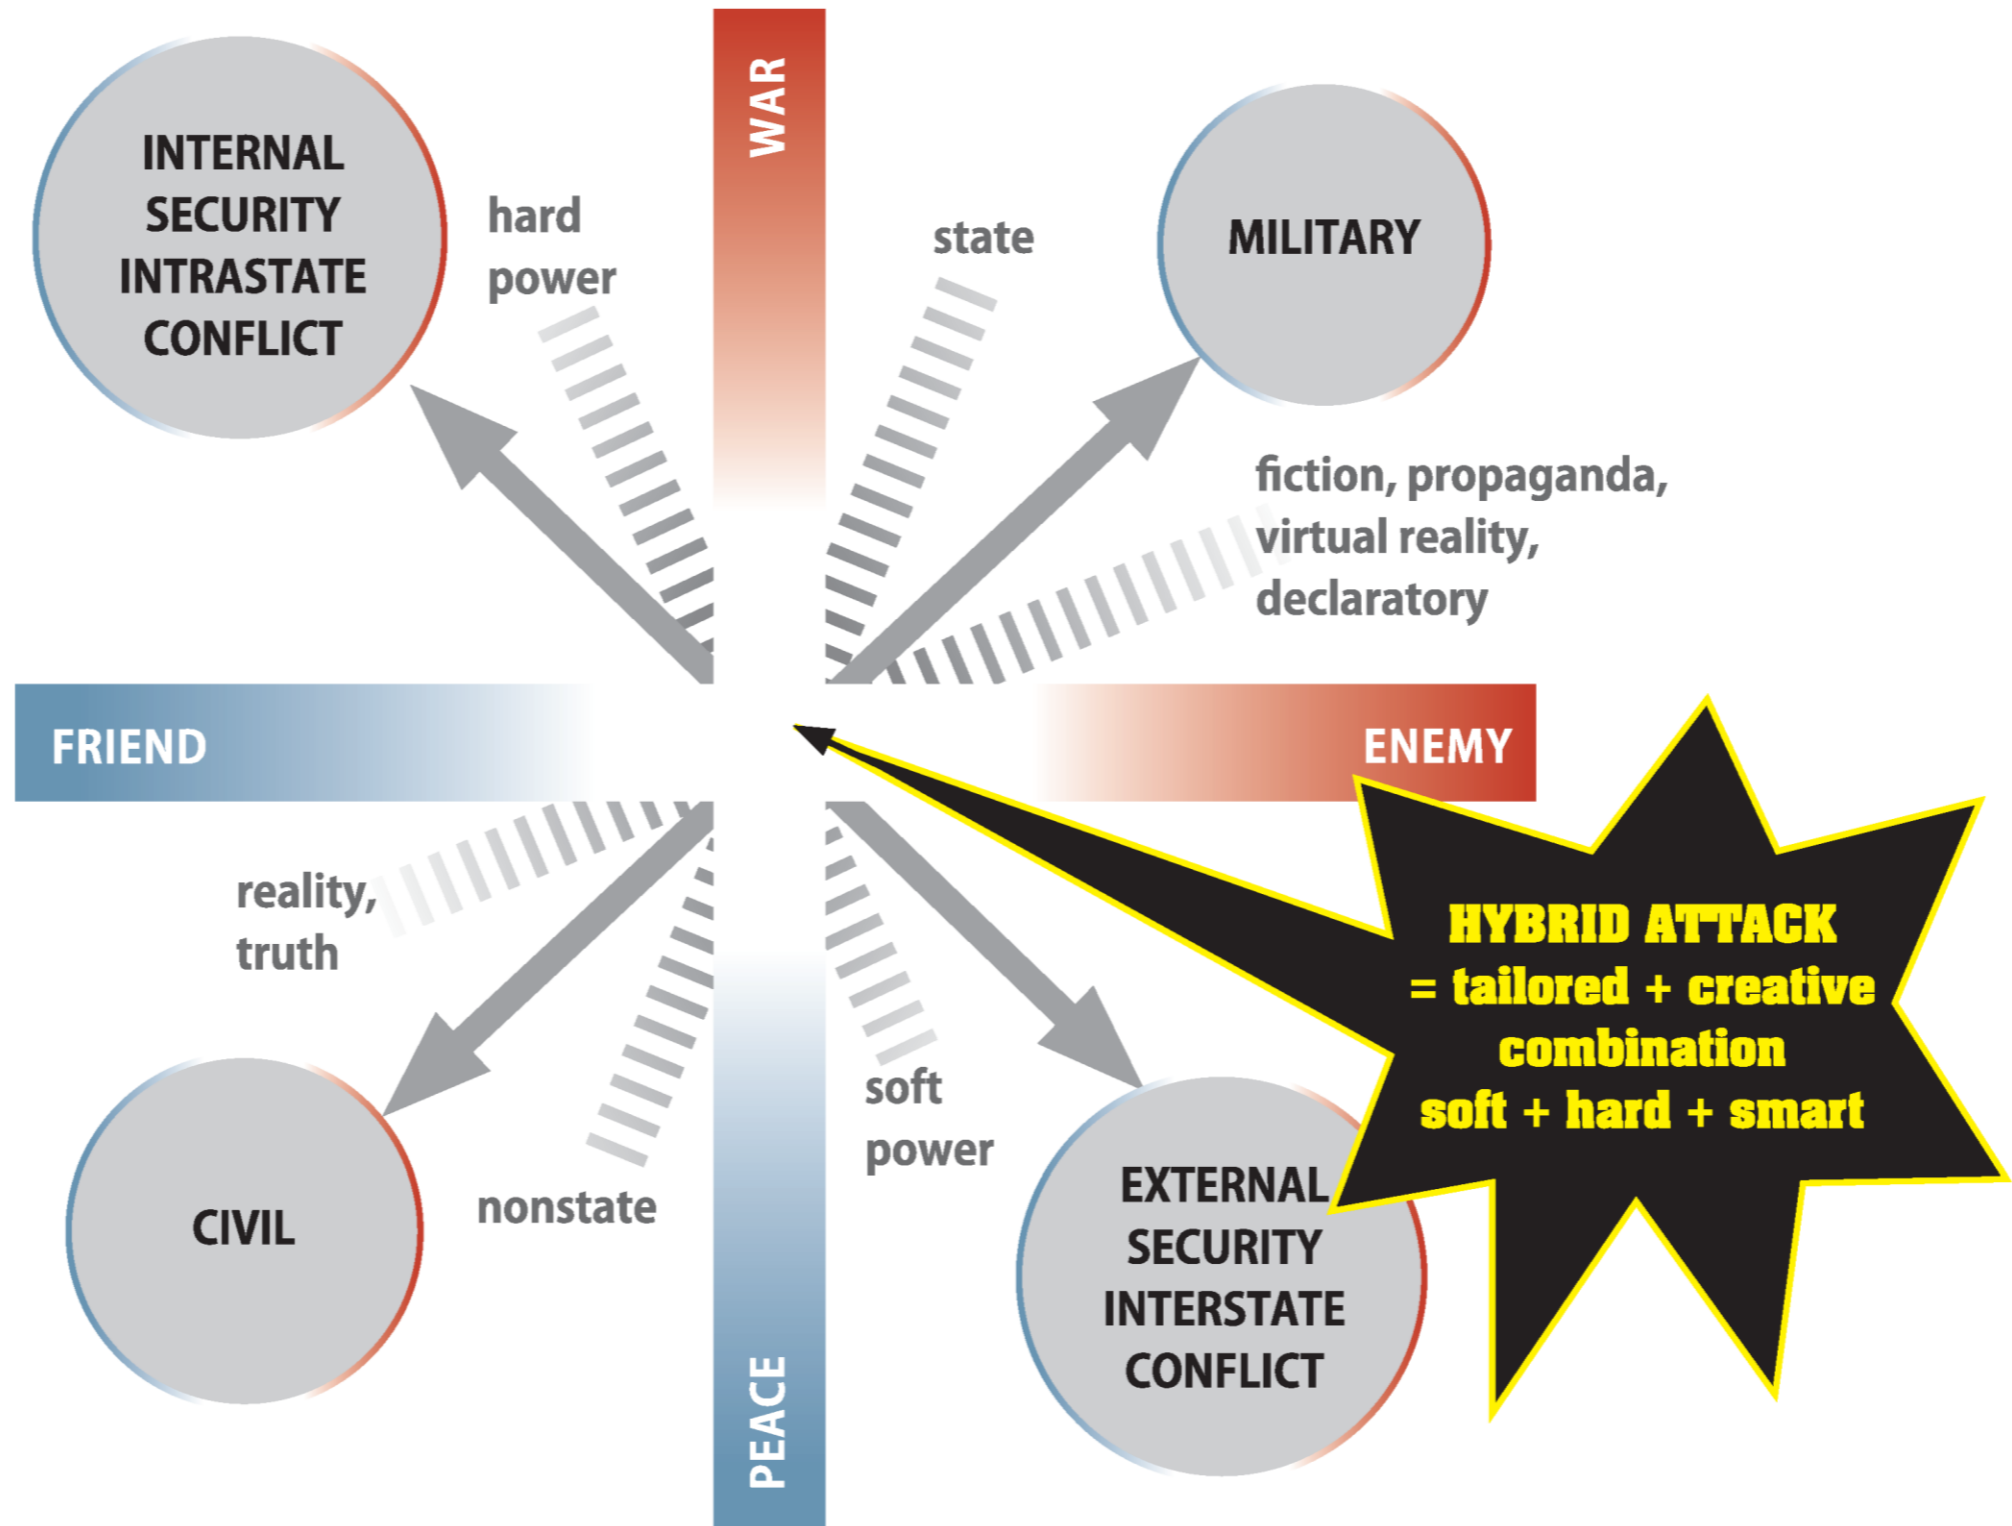 WAR
INTERNAL
SECURITY
INTRASTATE
CONFLICT
hard
power
state
MILITARY
fiction, propaganda,
virtual reality,
declaratory
FRIEND
ENEMY
reality,
truth
CIVIL
nonstate
soft
power
PEACE
EXTERNAL
SECURITY
INTERSTATE
CONFLICT
HYBRID ATTACK
= tailored + creative
combination
soft + hard + smart